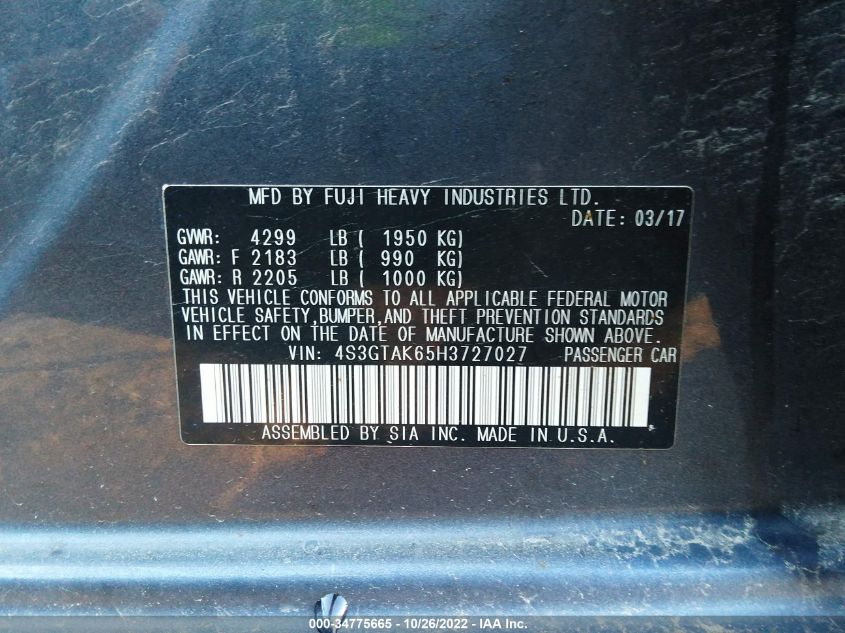 MFD BY FUJI HEAVY INDUSTRIES LTD.
DATE: 03/17
GVWR: 4299 LB ( 1950 KG)
GAWR: F 2183 LB ( 990 KG)
GAWR: R 2205 LB ( 1000 KG)
THIS VEHICLE CONFORMS TO ALL APPLICABLE FEDERAL MOTOR
VEHICLE SAFETY,BUMPER,AND THEFT PREVENTION STANDARDS
IN EFFECT ON THE DATE OF MANUFACTURE SHOWN ABOVE.
VIN: 4S3GTAK65H3727027 PASSENGER CAR
ASSEMBLED BY SIA INC. MADE IN U.S.A.
000-34775665 - 10/26/2022 - IAA Inc.